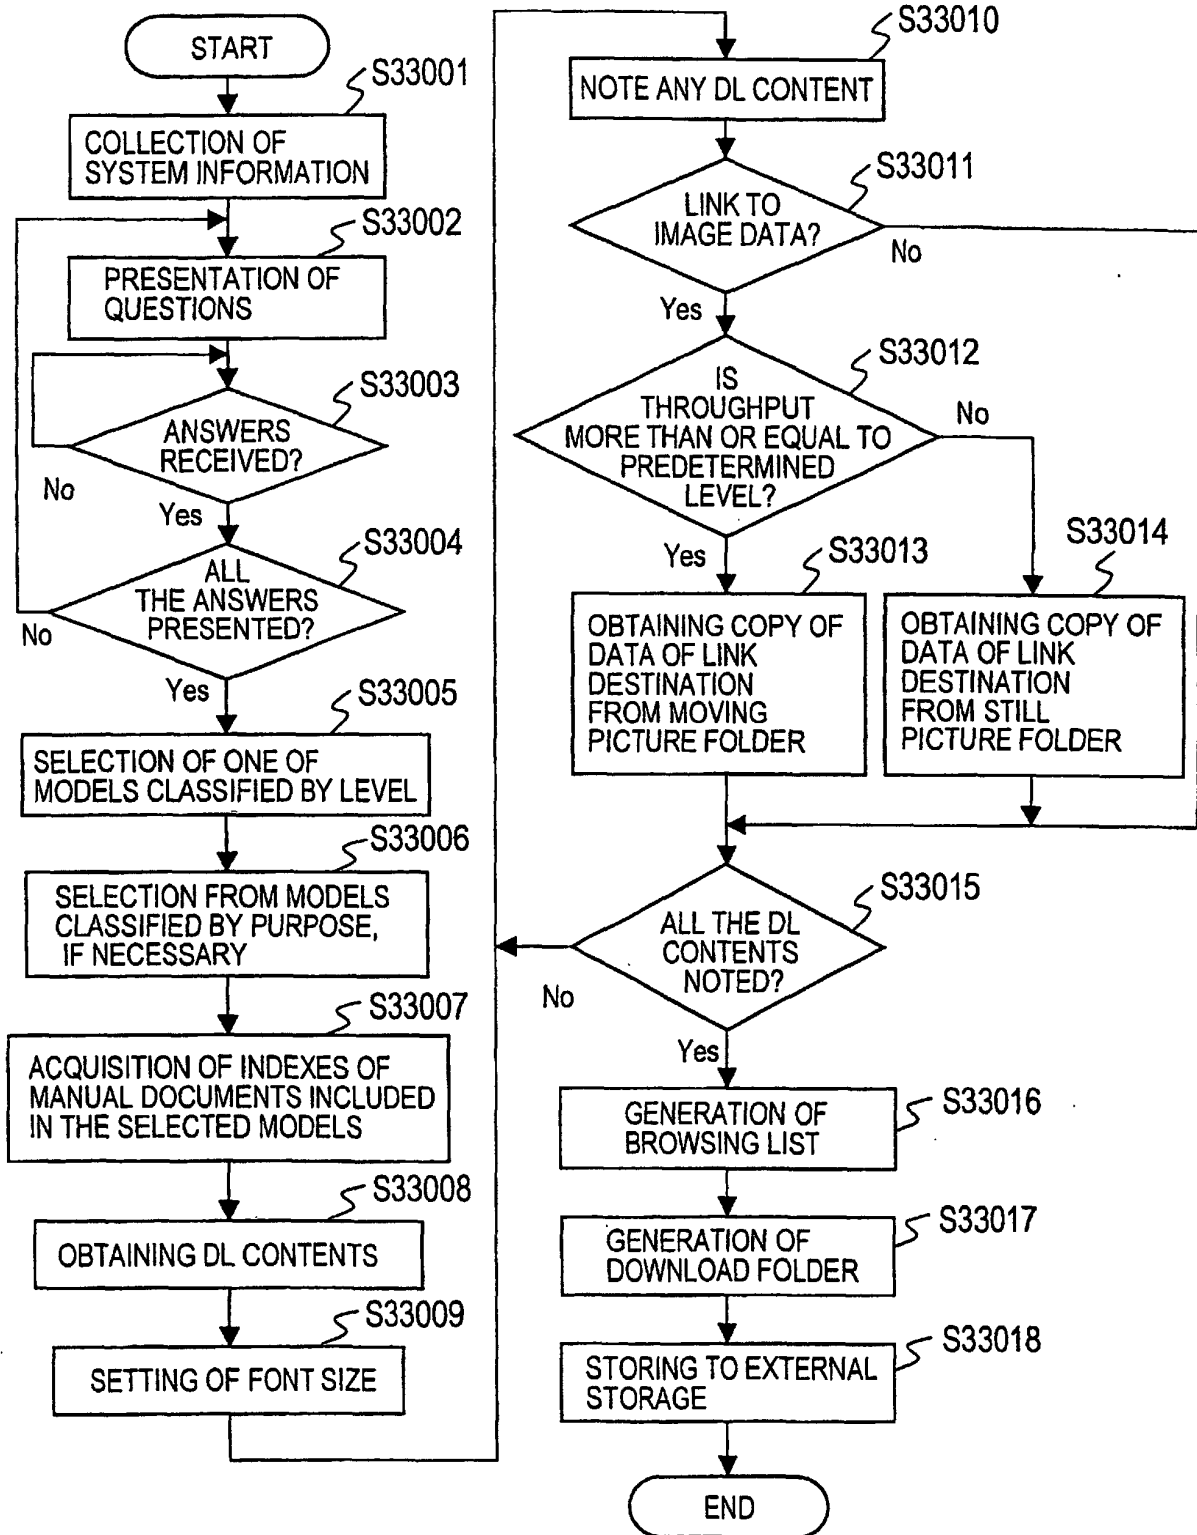 START
S33001
COLLECTION OF
SYSTEM INFORMATION
S33002
PRESENTATION OF
QUESTIONS
S33003
ANSWERS
RECEIVED?
No
Yes
S33004
ALL
THE ANSWERS
PRESENTED?
No
Yes
S33005
SELECTION OF ONE OF
MODELS CLASSIFIED BY LEVEL
S33006
SELECTION FROM MODELS
CLASSIFIED BY PURPOSE,
IF NECESSARY
S33007
ACQUISITION OF INDEXES OF
MANUAL DOCUMENTS INCLUDED
IN THE SELECTED MODELS
S33008
OBTAINING DL CONTENTS
S33009
SETTING OF FONT SIZE
S33010
NOTE ANY DL CONTENT
S33011
LINK TO
IMAGE DATA?
No
Yes
S33012
IS
THROUGHPUT
MORE THAN OR EQUAL TO
PREDETERMINED
LEVEL?
No
Yes
S33013
OBTAINING COPY OF
DATA OF LINK
DESTINATION
FROM MOVING
PICTURE FOLDER
S33014
OBTAINING COPY OF
DATA OF LINK
DESTINATION
FROM STILL
PICTURE FOLDER
S33015
ALL THE DL
CONTENTS
NOTED?
No
Yes
S33016
GENERATION OF
BROWSING LIST
S33017
GENERATION OF
DOWNLOAD FOLDER
S33018
STORING TO EXTERNAL
STORAGE
END